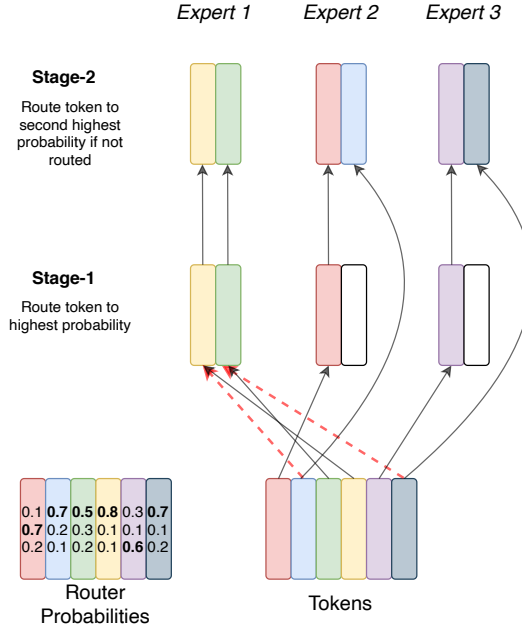 Expert 1 Expert 2 Expert 3
Stage-2
Route token to
second highest
probability if not
routed
Stage-1
Route token to
highest probability
0.1 0.7 0.5 0.8 0.3 0.7
0.7 0.2 0.3 0.1 0.1 0.1
0.2 0.1 0.2 0.1 0.6 0.2
Router
Probabilities
Tokens